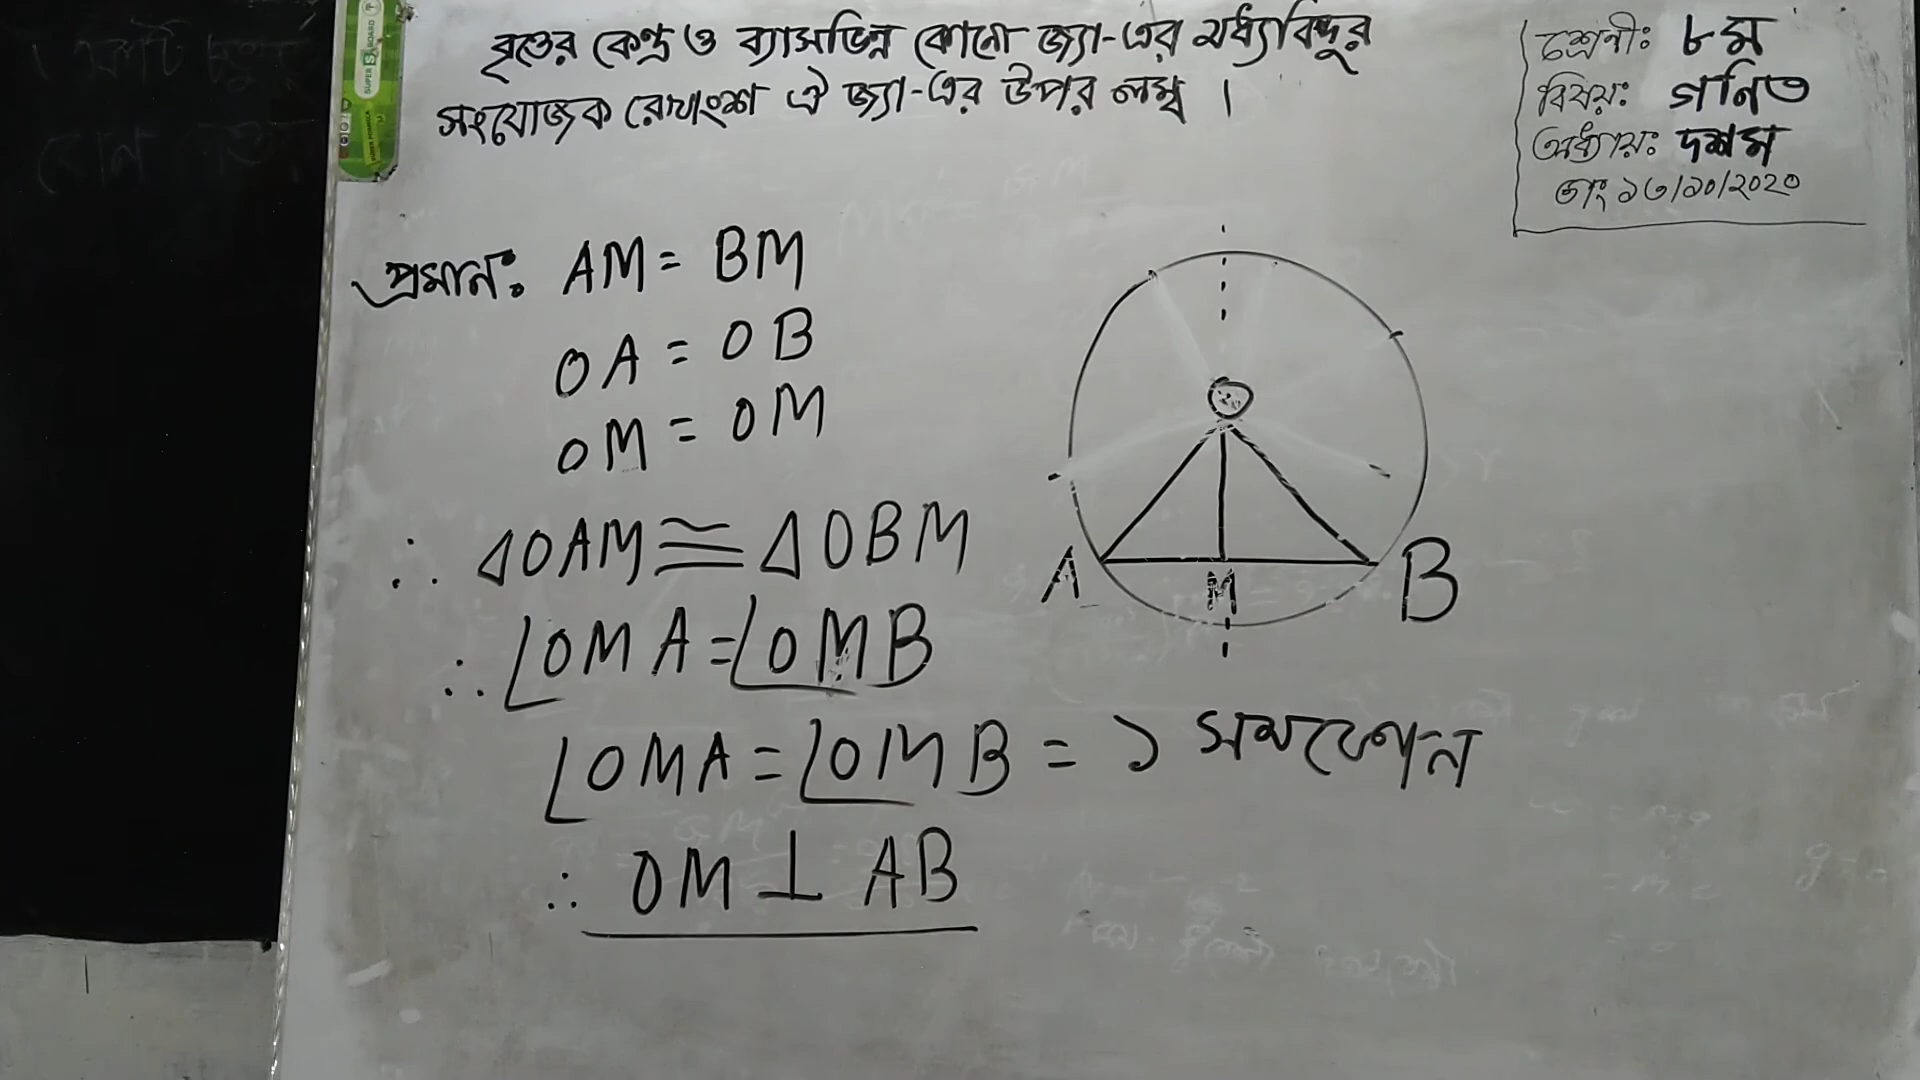 বৃত্তের কেন্দ্র ও ব্যাসভিন্ন কোনো জ্যা-এর মধ্যবিন্দুর
সংযোজক রেখাংশ ঐ জ্যা-এর উপর লম্ব ।
শ্রেনী: ৮ম
বিষয়: গনিত
অধ্যায়: দশম
তাং ১৩/১০/২০২০
প্রমান: AM = BM
OA = OB
OM = OM
∴ ΔOAM ≅ ΔOBM
∴ ∠OMA = ∠OMB
∠OMA = ∠OMB = ১ সমকোন
∴ OM ⊥ AB
O
A
M
B